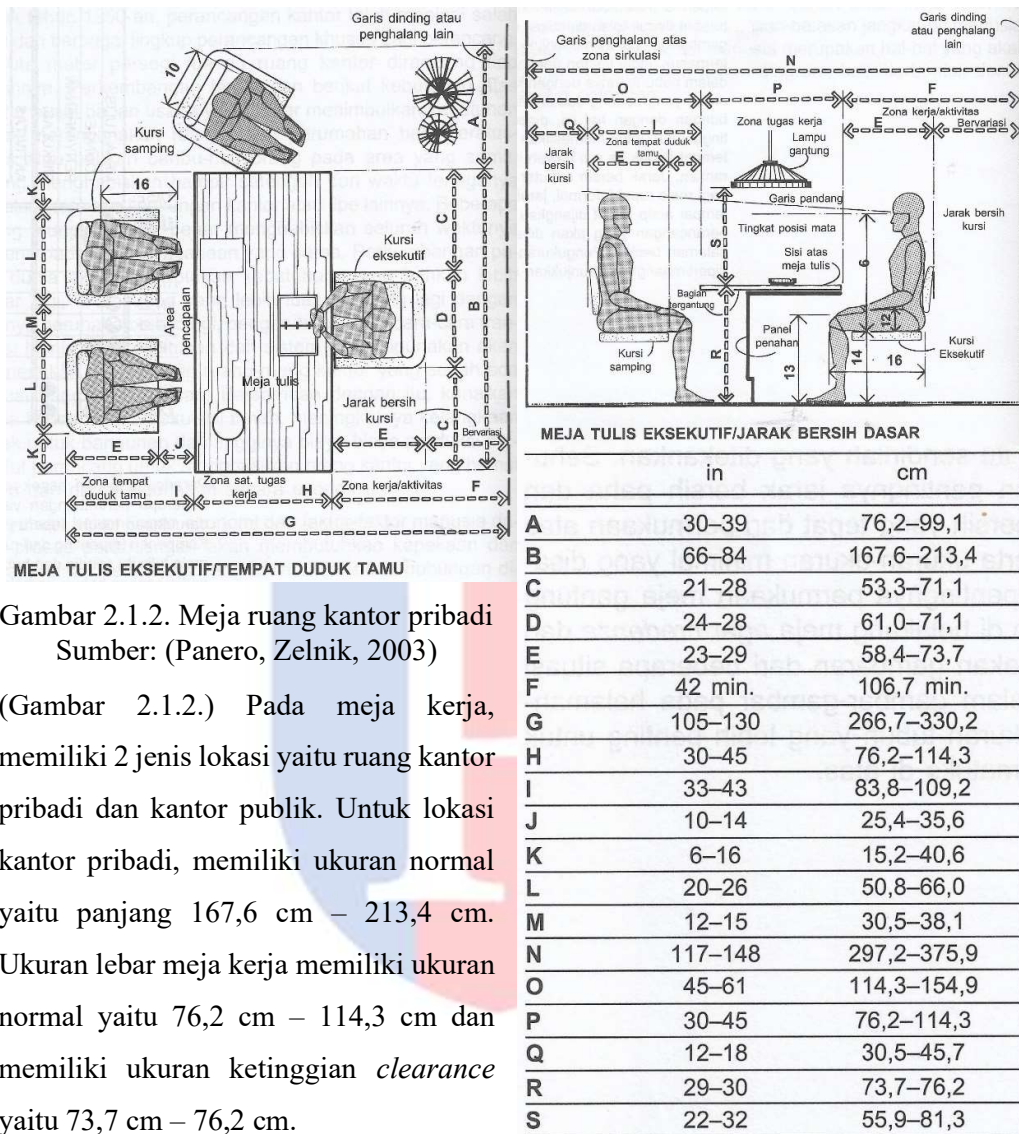 Garis dinding atau
penghalang lain
10
Kursi
samping
A
K
16
L
M
L
K
Area
pencapaian
Kursi
eksekutif
C
B
D
C
Meja tulis
Jarak bersih
kursi
E
J
E
Bervariasi
Zona tempat
duduk tamu
I
Zona sat. tugas
kerja
H
Zona kerja/aktivitas
F
G
MEJA TULIS EKSEKUTIF/TEMPAT DUDUK TAMU
Gambar 2.1.2. Meja ruang kantor pribadi
Sumber: (Panero, Zelnik, 2003)
(Gambar 2.1.2.) Pada meja kerja,
memiliki 2 jenis lokasi yaitu ruang kantor
pribadi dan kantor publik. Untuk lokasi
kantor pribadi, memiliki ukuran normal
yaitu panjang 167,6 cm – 213,4 cm.
Ukuran lebar meja kerja memiliki ukuran
normal yaitu 76,2 cm – 114,3 cm dan
memiliki ukuran ketinggian clearance
yaitu 73,7 cm – 76,2 cm.
Garis dinding
atau penghalang
lain
Garis penghalang atau
zona sirkulasi
N
O
P
F
Q
I
Zona tugas kerja
Zona kerja/aktivitas
E
Bervariasi
Jarak
bersih
kursi
Zona tempat duduk
tamu
E
Lampu
gantung
Garis pandang
Tingkat posisi mata
Jarak bersih
kursi
S
6
Sisi atas
meja tulis
Bagian
tergantung
12
R
Panel
penahan
13
14
16
Kursi
samping
Kursi
Eksekutif
MEJA TULIS EKSEKUTIF/JARAK BERSIH DASAR
in cm
A 30–39 76,2–99,1
B 66–84 167,6–213,4
C 21–28 53,3–71,1
D 24–28 61,0–71,1
E 23–29 58,4–73,7
F 42 min. 106,7 min.
G 105–130 266,7–330,2
H 30–45 76,2–114,3
I 33–43 83,8–109,2
J 10–14 25,4–35,6
K 6–16 15,2–40,6
L 20–26 50,8–66,0
M 12–15 30,5–38,1
N 117–148 297,2–375,9
O 45–61 114,3–154,9
P 30–45 76,2–114,3
Q 12–18 30,5–45,7
R 29–30 73,7–76,2
S 22–32 55,9–81,3